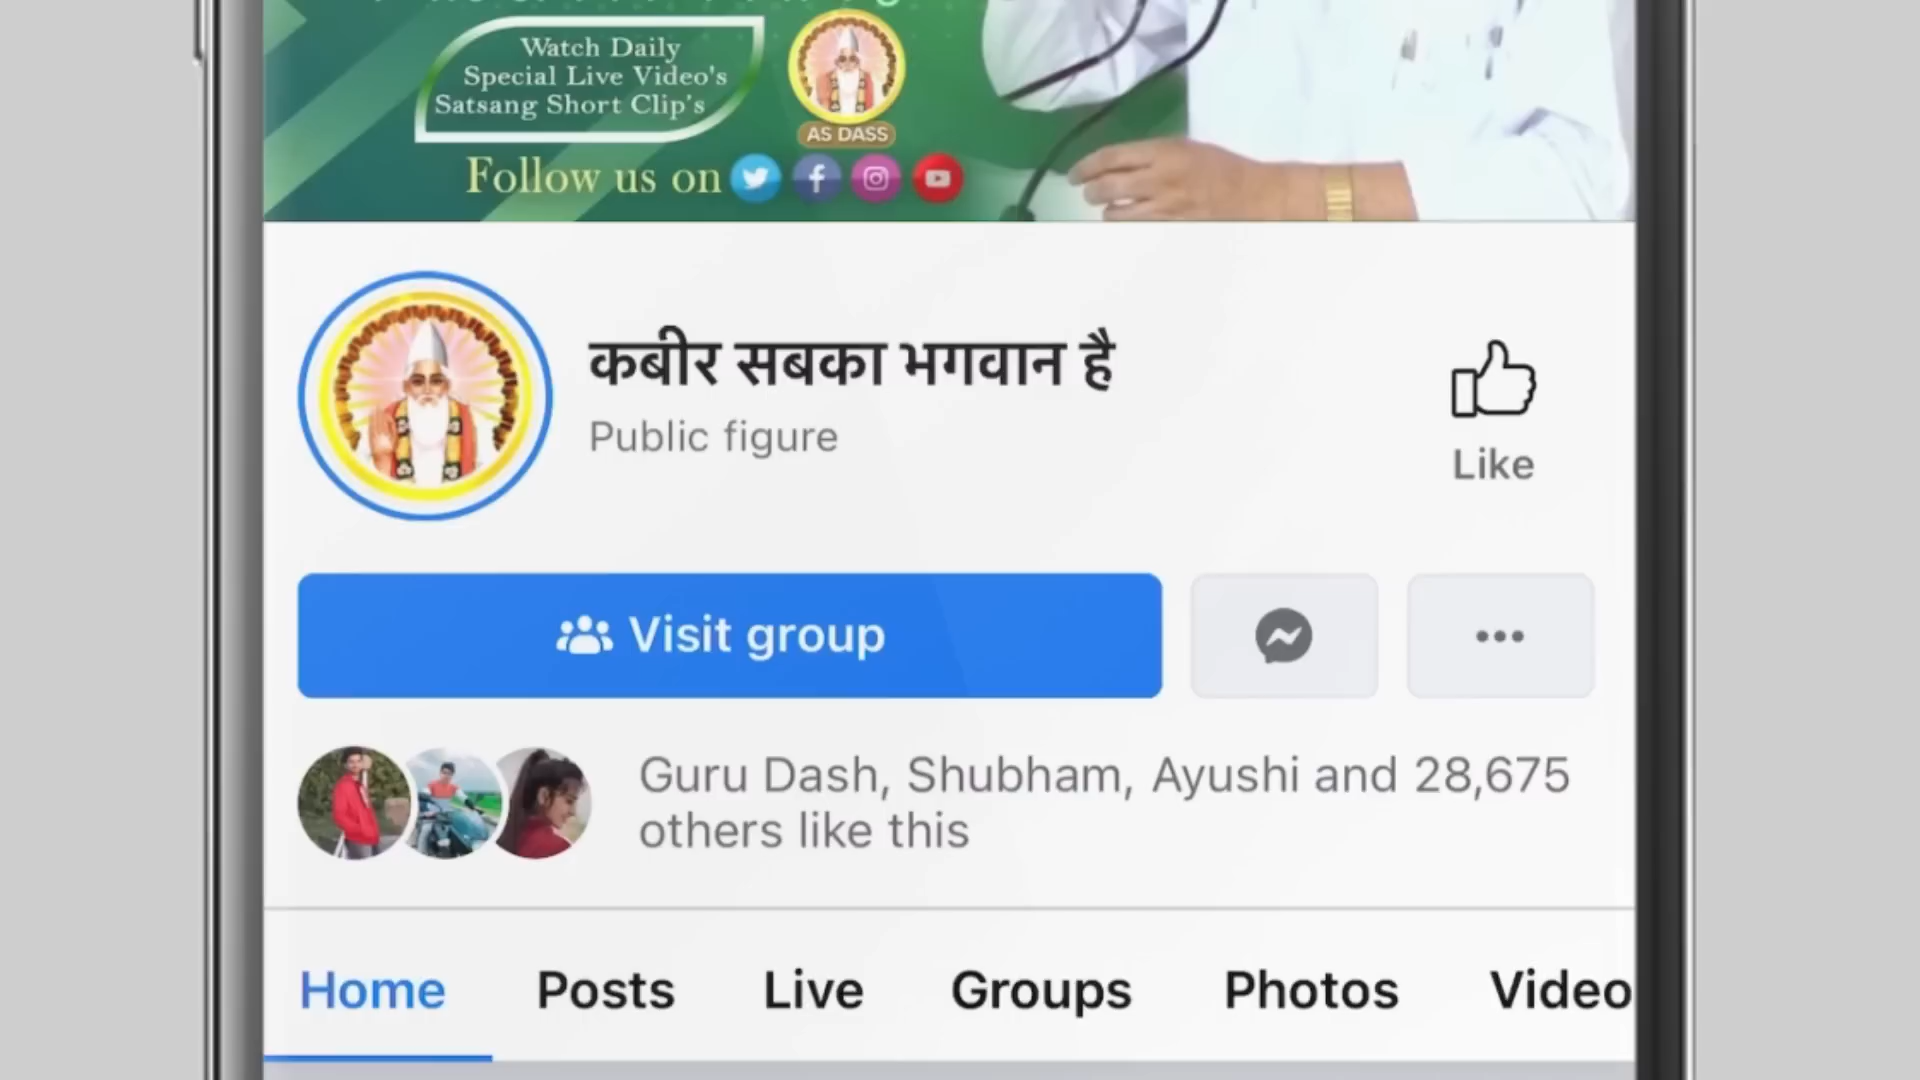 Watch Daily
Special Live Video's
Satsang Short Clip's
AS DASS
Follow us on
कबीर सबका भगवान है
Public figure
Like
Visit group
Guru Dash, Shubham, Ayushi and 28,675
others like this
Home Posts Live Groups Photos Video